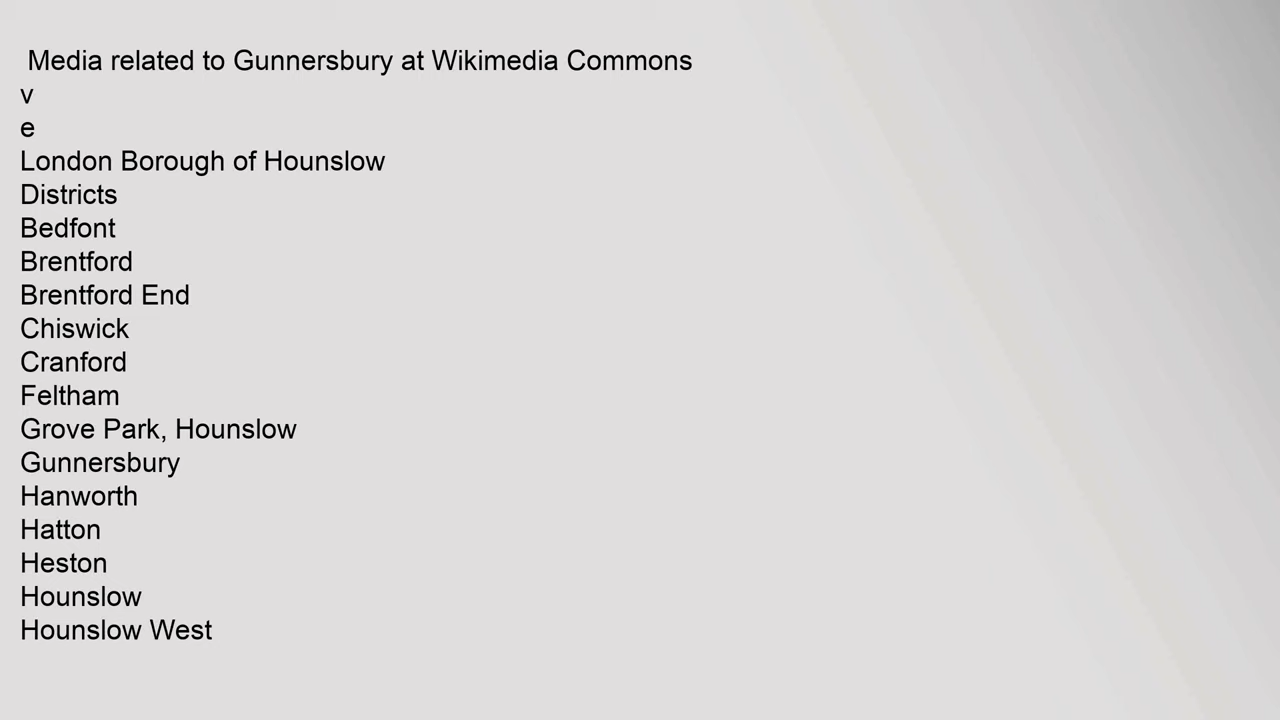 Media related to Gunnersbury at Wikimedia Commons
v
e
London Borough of Hounslow
Districts
Bedfont
Brentford
Brentford End
Chiswick
Cranford
Feltham
Grove Park, Hounslow
Gunnersbury
Hanworth
Hatton
Heston
Hounslow
Hounslow West